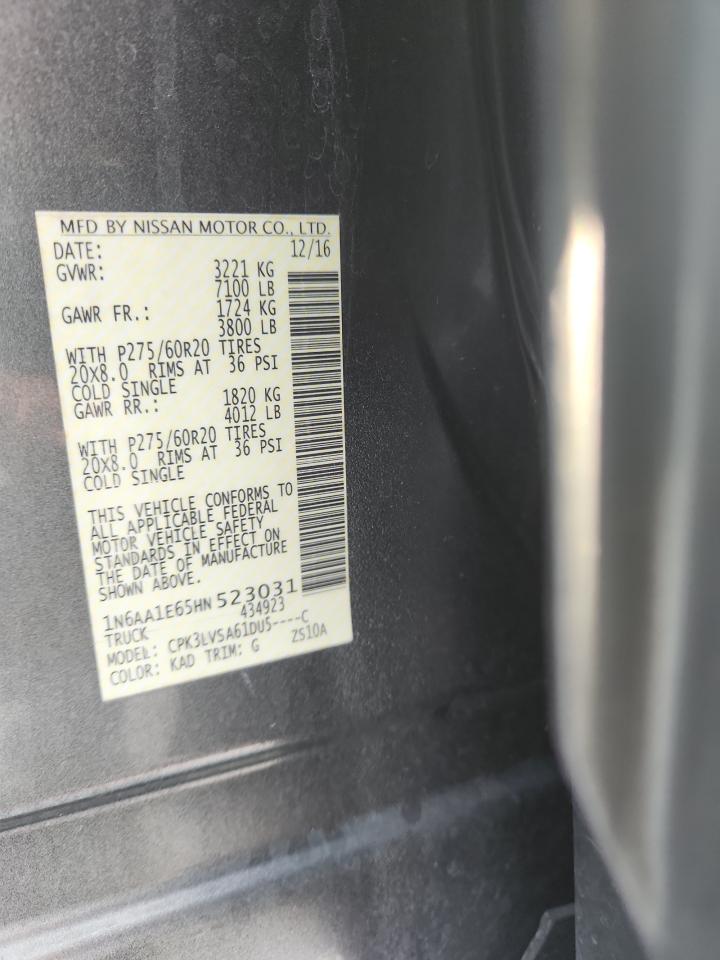 MFD BY NISSAN MOTOR CO., LTD.
DATE: 12/16
GVWR: 3221 KG
7100 LB
GAWR FR.: 1724 KG
3800 LB
WITH P275/60R20 TIRES
20X8.0 RIMS AT 36 PSI
COLD SINGLE
GAWR RR.: 1820 KG
4012 LB
WITH P275/60R20 TIRES
20X8.0 RIMS AT 36 PSI
COLD SINGLE
THIS VEHICLE CONFORMS TO
ALL APPLICABLE FEDERAL
MOTOR VEHICLE SAFETY
STANDARDS IN EFFECT ON
THE DATE OF MANUFACTURE
SHOWN ABOVE.
1N6AA1E65HN 523031
TRUCK 434923
MODEL: CPK3LVSA61DU5----C
COLOR: KAD TRIM: G ZS10A